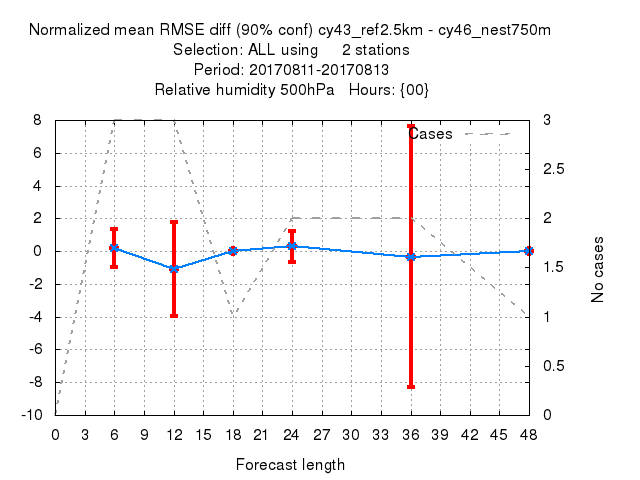 Normalized mean RMSE diff (90% conf) cy43_ref2.5km - cy46_nest750m
Selection: ALL using 2 stations
Period: 20170811-20170813
Relative humidity 500hPa Hours: {00}
Cases
8
6
4
2
0
-2
-4
-6
-8
-10
3
2.5
2
1.5
1
0.5
0
No cases
0 3 6 9 12 15 18 21 24 27 30 33 36 39 42 45 48
Forecast length